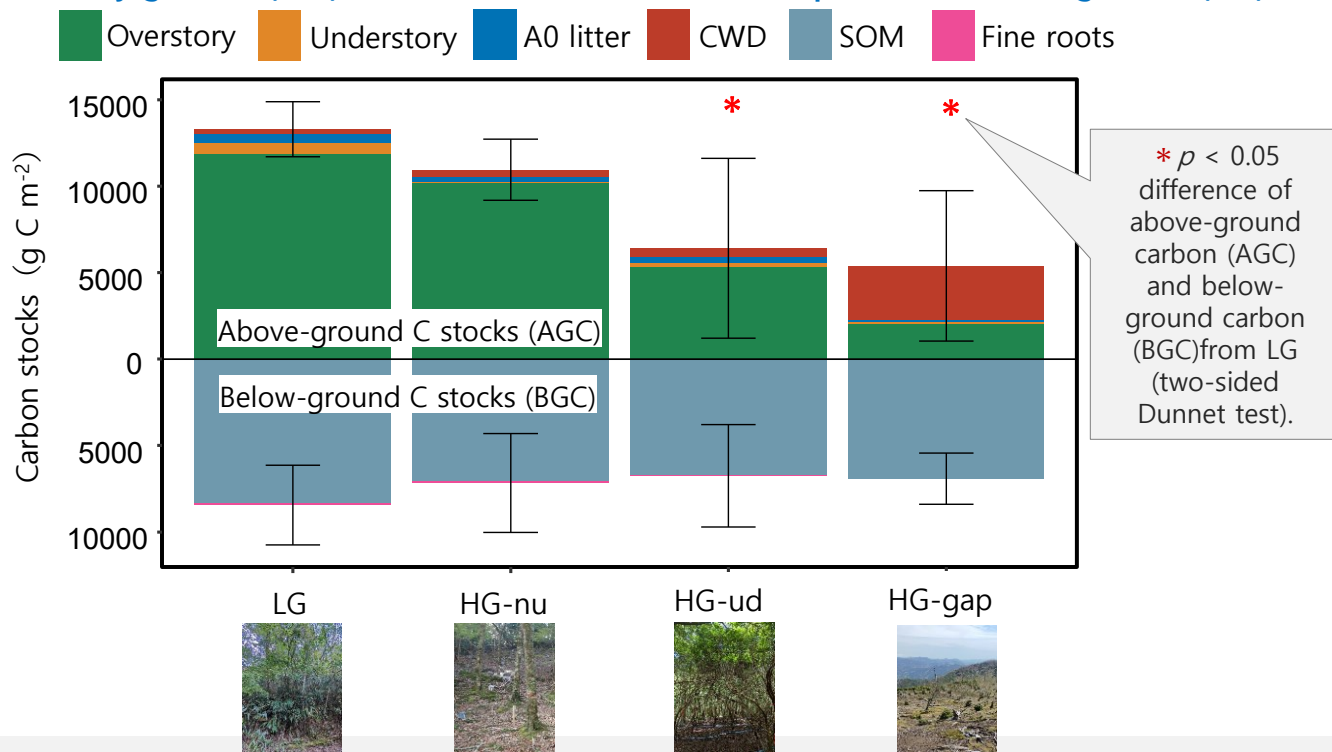 Overstory Understory A0 litter CWD SOM Fine roots
Carbon stocks (g C m-2)
15000
10000
5000
0
5000
10000
Above-ground C stocks (AGC)
Below-ground C stocks (BGC)
*
*
* p < 0.05
difference of
above-ground
carbon (AGC)
and below-
ground carbon
(BGC)from LG
(two-sided
Dunnet test).
LG HG-nu HG-ud HG-gap